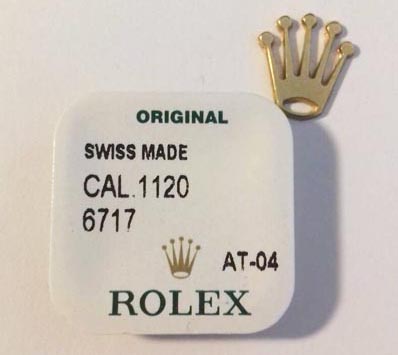 ORIGINAL
SWISS MADE
CAL.1120
6717
AT-04
ROLEX